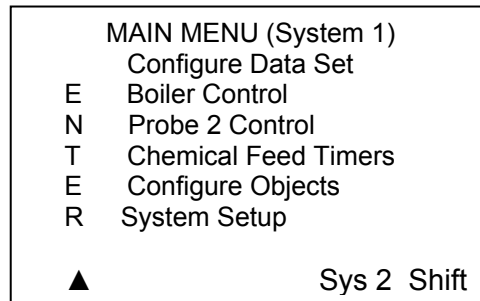 MAIN MENU (System 1)
Configure Data Set
E Boiler Control
N Probe 2 Control
T Chemical Feed Timers
E Configure Objects
R System Setup
▲ Sys 2 Shift